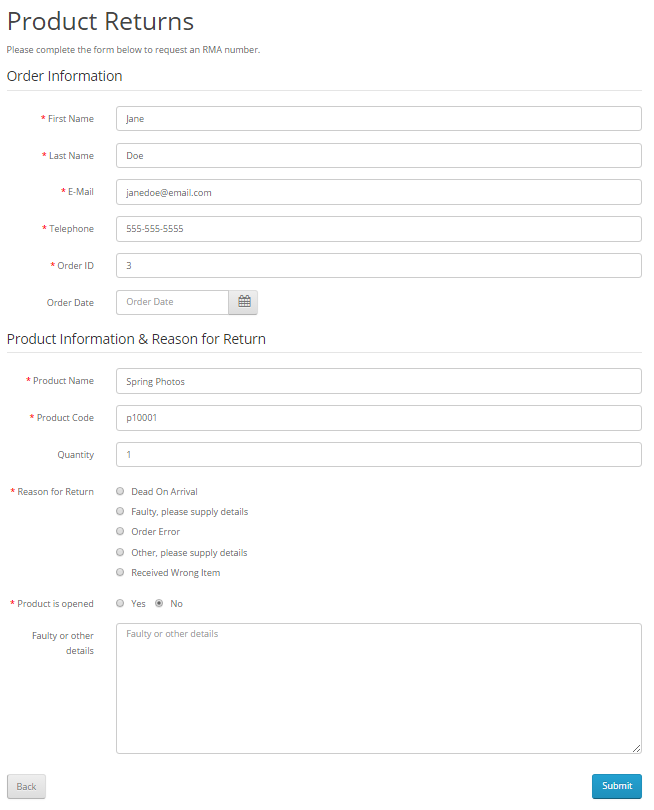 Product Returns
Please complete the form below to request an RMA number.
Order Information
* First Name Jane
* Last Name Doe
* E-Mail janedoe@email.com
* Telephone 555-555-5555
* Order ID 3
Order Date Order Date
Product Information & Reason for Return
* Product Name Spring Photos
* Product Code p10001
Quantity 1
* Reason for Return Dead On Arrival
Faulty, please supply details
Order Error
Other, please supply details
Received Wrong Item
* Product is opened Yes No
Faulty or other details Faulty or other details
Back Submit